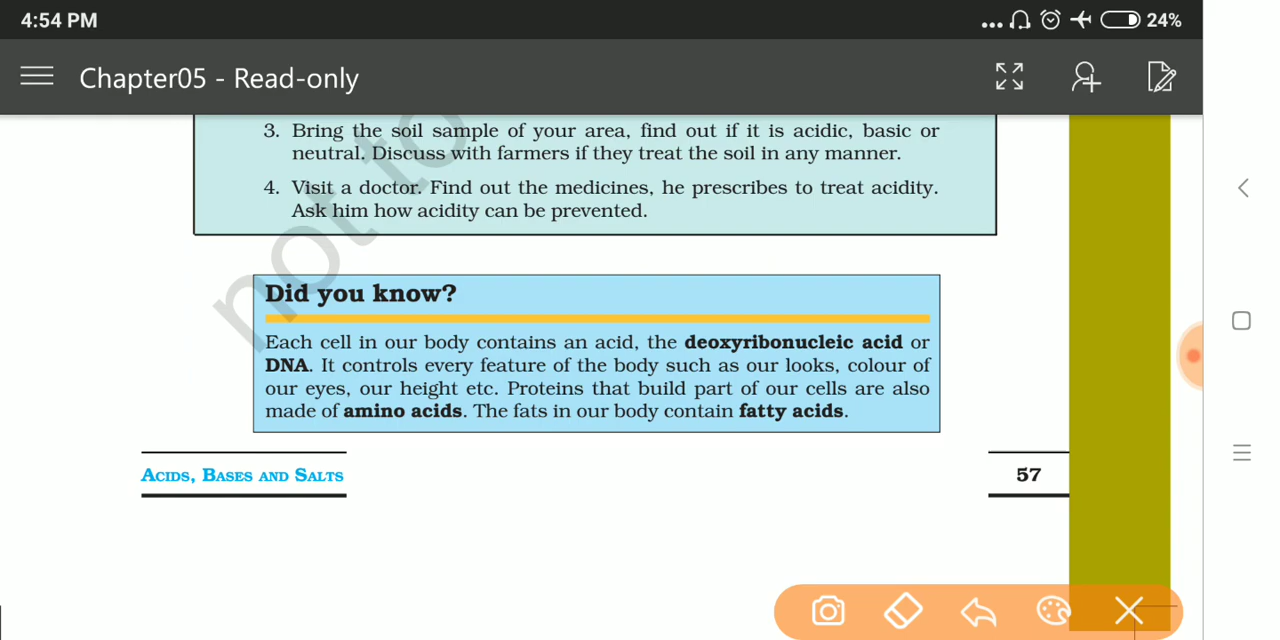 4:54 PM
24%
Chapter05 - Read-only
3. Bring the soil sample of your area, find out if it is acidic, basic or
neutral. Discuss with farmers if they treat the soil in any manner.
4. Visit a doctor. Find out the medicines, he prescribes to treat acidity.
Ask him how acidity can be prevented.
not to
Did you know?
Each cell in our body contains an acid, the deoxyribonucleic acid or
DNA. It controls every feature of the body such as our looks, colour of
our eyes, our height etc. Proteins that build part of our cells are also
made of amino acids. The fats in our body contain fatty acids.
ACIDS, BASES AND SALTS
57